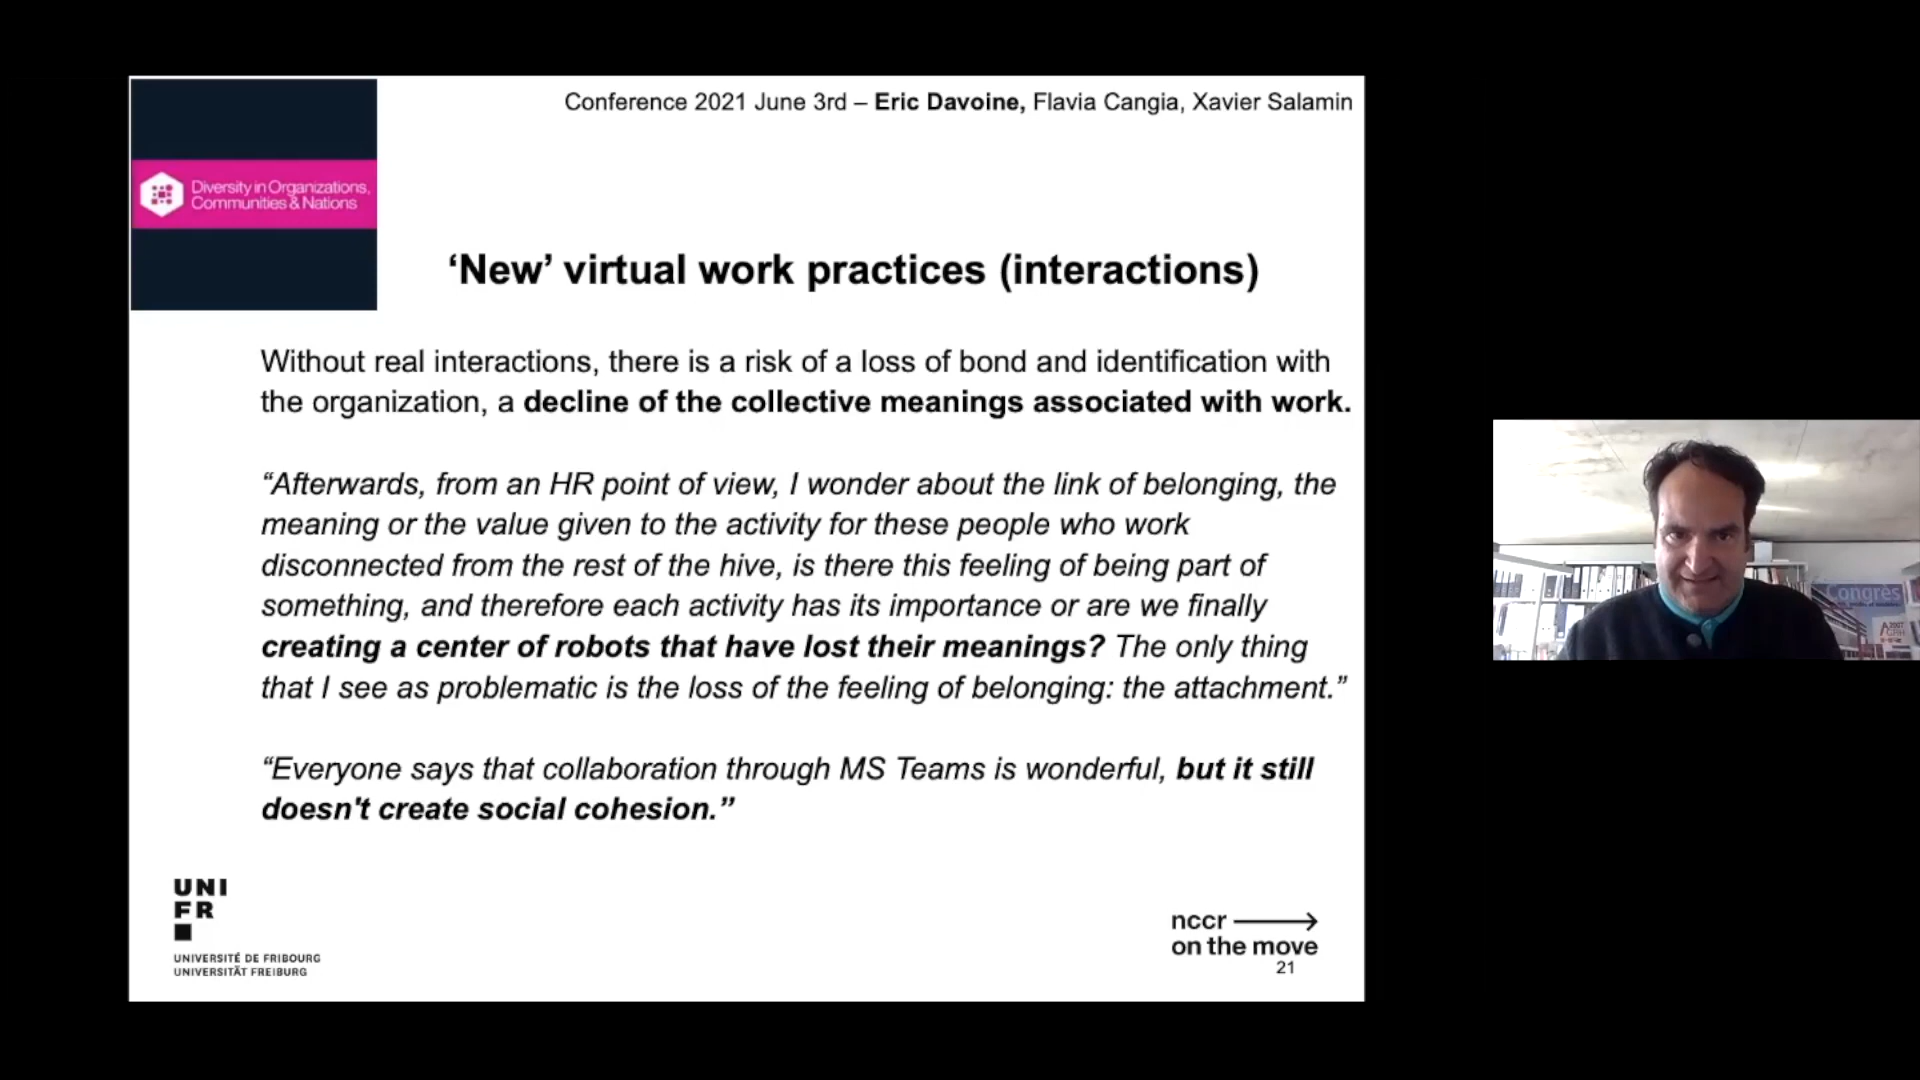 Conference 2021 June 3rd – Eric Davoine, Flavia Cangia, Xavier Salamin
Diversity in Organizations,
Communities & Nations
‘New’ virtual work practices (interactions)
Without real interactions, there is a risk of a loss of bond and identification with
the organization, a decline of the collective meanings associated with work.
“Afterwards, from an HR point of view, I wonder about the link of belonging, the
meaning or the value given to the activity for these people who work
disconnected from the rest of the hive, is there this feeling of being part of
something, and therefore each activity has its importance or are we finally
creating a center of robots that have lost their meanings? The only thing
that I see as problematic is the loss of the feeling of belonging: the attachment.”
“Everyone says that collaboration through MS Teams is wonderful, but it still
doesn't create social cohesion.”
UNI
FR
UNIVERSITÉ DE FRIBOURG
UNIVERSITÄT FREIBURG
nccr
on the move
21
Congrès
2007